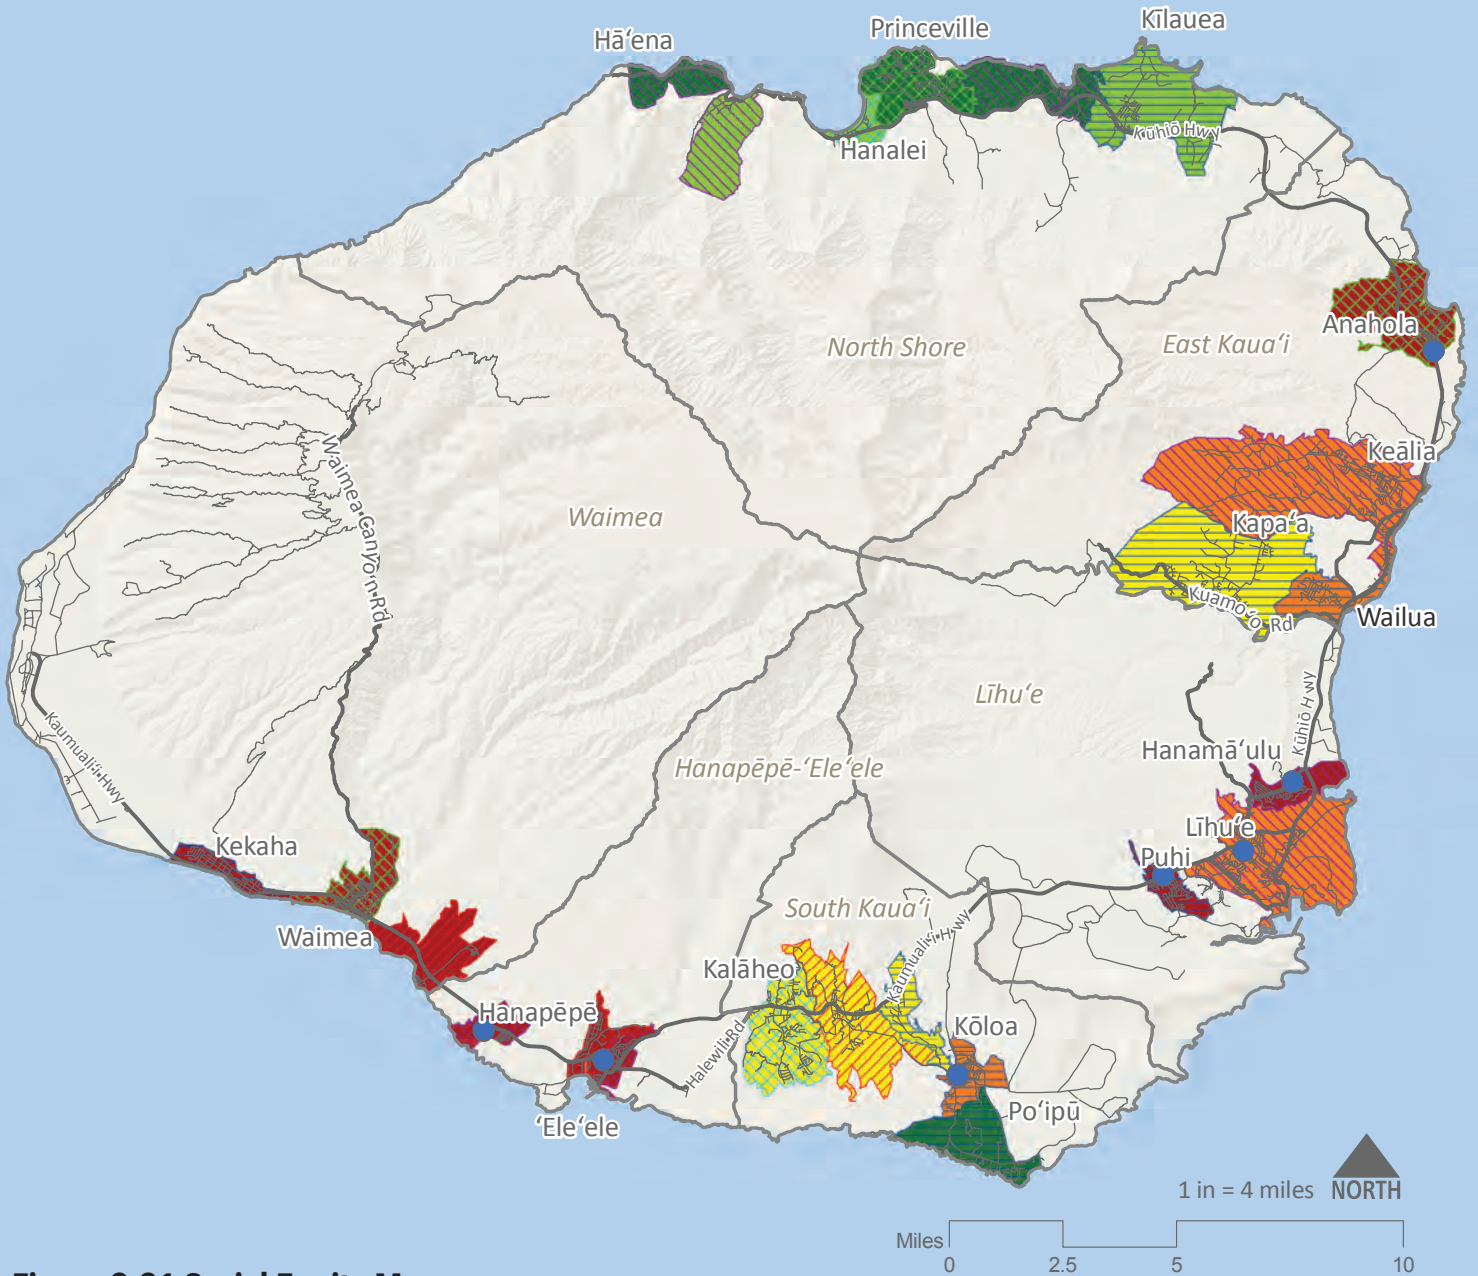 Kīlauea
Princeville
Hāʻena
Kūhiō Hwy
Hanalei
Anahola
North Shore
East Kauaʻi
Keālia
Waimea Canyon Rd
Waimea
Kapaʻa
Kuamoʻo Rd
Wailua
Līhuʻe
Kūhiō Hwy
Kaumualiʻi Hwy
Hanamāʻulu
Hanapēpē-ʻEleʻele
Līhuʻe
Kekaha
Puhi
South Kauaʻi
Kaumualiʻi Hwy
Waimea
Kalāheo
Hanapēpē
Kōloa
Halewili Rd
Poʻipū
ʻEleʻele
1 in = 4 miles NORTH
Miles
0 2.5 5 10